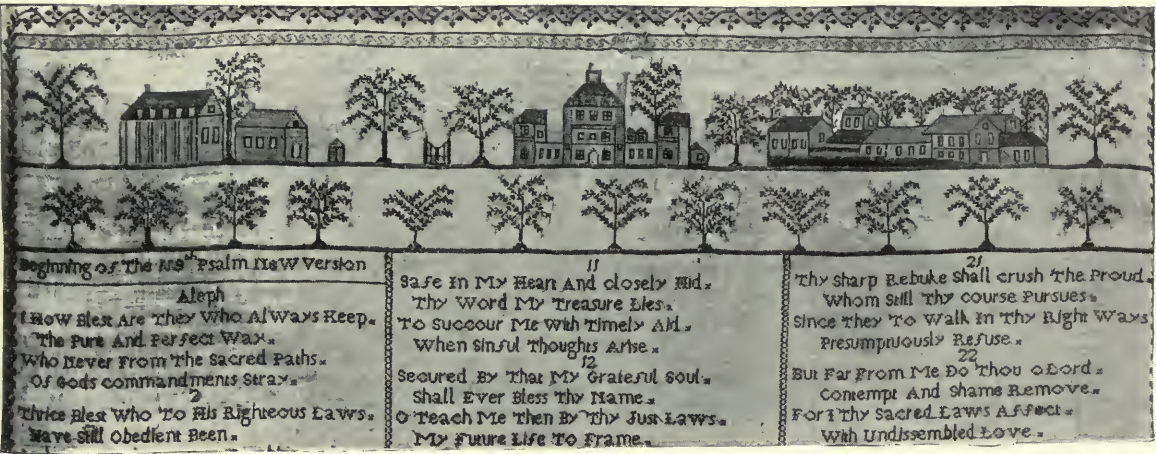 Beginning of The 119th Psalm New Version
Aleph
1 How Blest Are They Who Always Keep
The Pure And Perfect Way
Who Never From The Sacred Paths
Of Gods commandments Stray
2
Thrice Blest Who To His Righteous Laws
Have Still Obedient Been
11
Safe In My Heart And closely Hid
Thy Word My Treasure Lies
To Succour Me With Timely Aid
When Sinful Thoughts Arise
12
Secured By That My Grateful Soul
Shall Ever Bless Thy Name
O Teach Me Then By Thy Just Laws
My Future Life To Frame
21
Thy Sharp Rebuke Shall crush The Proud
Whom Still Thy course Pursues
Since They To Walk In Thy Right Ways
Presumptuously Refuse
22
But Far From Me Do Thou o Lord
Contempt And Shame Remove
For I Thy Sacred Laws Affect
With Undissembled Love